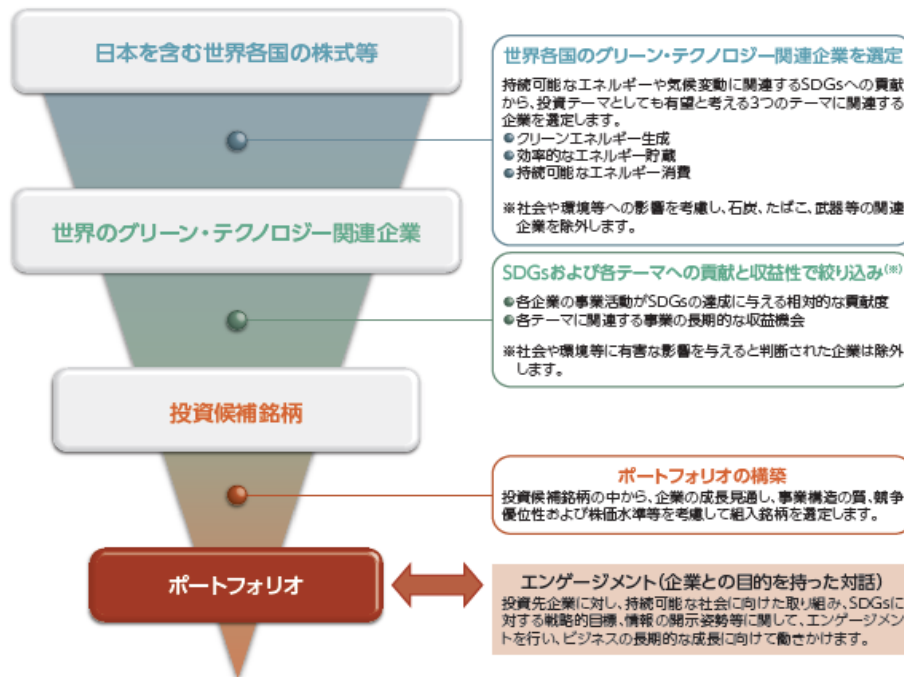 日本を含む世界各国の株式等
世界各国のグリーン・テクノロジー関連企業を選定
持続可能なエネルギーや気候変動に関連するSDGsへの貢献
から、投資テーマとしても有望と考える3つのテーマに関連する
企業を選定します。
●クリーンエネルギー生成
●効率的なエネルギー貯蔵
●持続可能なエネルギー消費
※社会や環境等への影響を考慮し、石炭、たばこ、武器等の関連
企業を除外します。
世界のグリーン・テクノロジー関連企業
SDGsおよび各テーマへの貢献と収益性で絞り込み(※)
●各企業の事業活動がSDGsの達成に与える相対的な貢献度
●各テーマに関連する事業の長期的な収益機会
※社会や環境等に有害な影響を与えると判断された企業は除外
します。
投資候補銘柄
ポートフォリオの構築
投資候補銘柄の中から、企業の成長見通し、事業構造の質、競争
優位性および株価水準等を考慮して組入銘柄を選定します。
ポートフォリオ
エンゲージメント(企業との目的を持った対話)
投資先企業に対し、持続可能な社会に向けた取り組み、SDGsに
対する戦略的目標、情報の開示姿勢等に関して、エンゲージメン
トを行い、ビジネスの長期的な成長に向けて働きかけます。